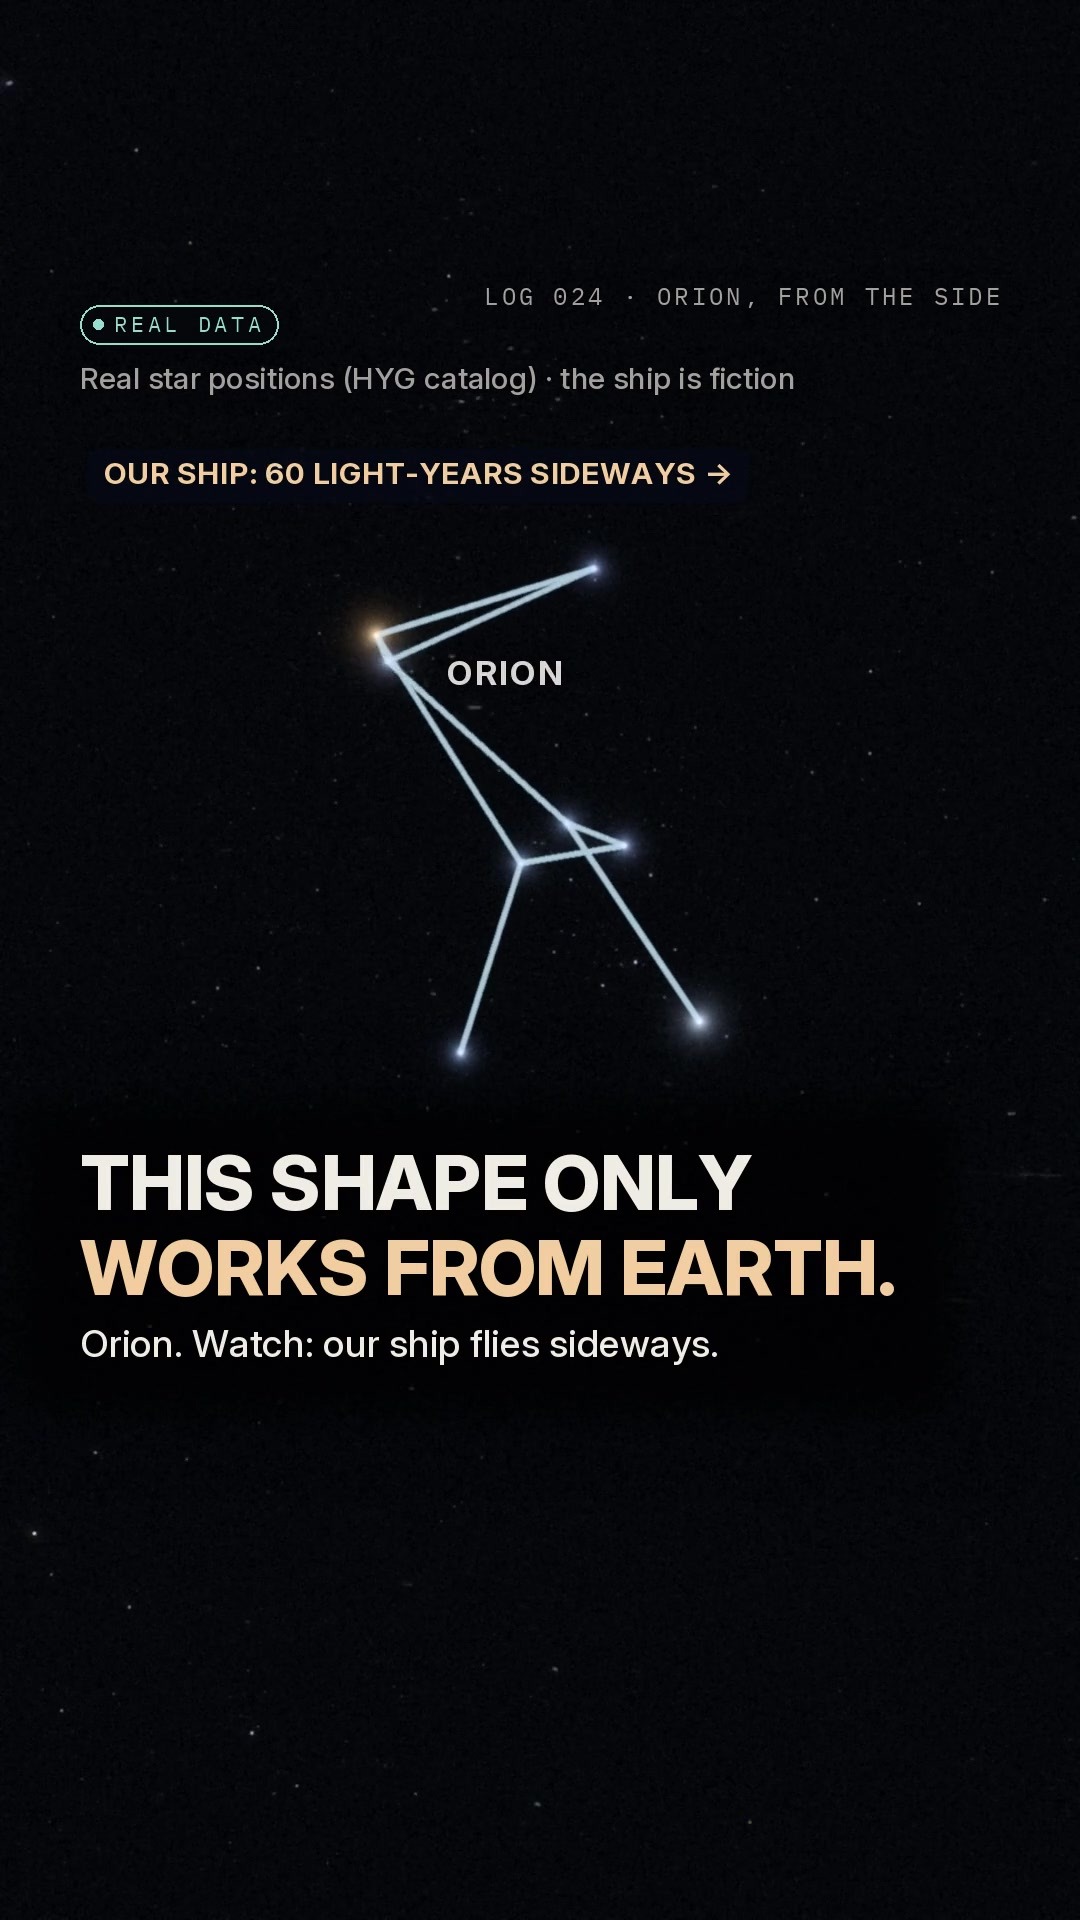 LOG 024 · ORION, FROM THE SIDE
REAL DATA
Real star positions (HYG catalog) · the ship is fiction
OUR SHIP: 60 LIGHT-YEARS SIDEWAYS →
ORION
THIS SHAPE ONLY
WORKS FROM EARTH.
Orion. Watch: our ship flies sideways.